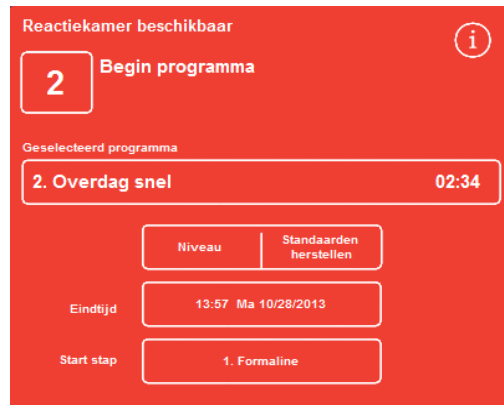 Reactiekamer beschikbaar
i
2
Begin programma
Geselecteerd programma
2. Overdag snel 02:34
Niveau
Standaarden
herstellen
Eindtijd 13:57 Ma 10/28/2013
Start stap 1. Formaline